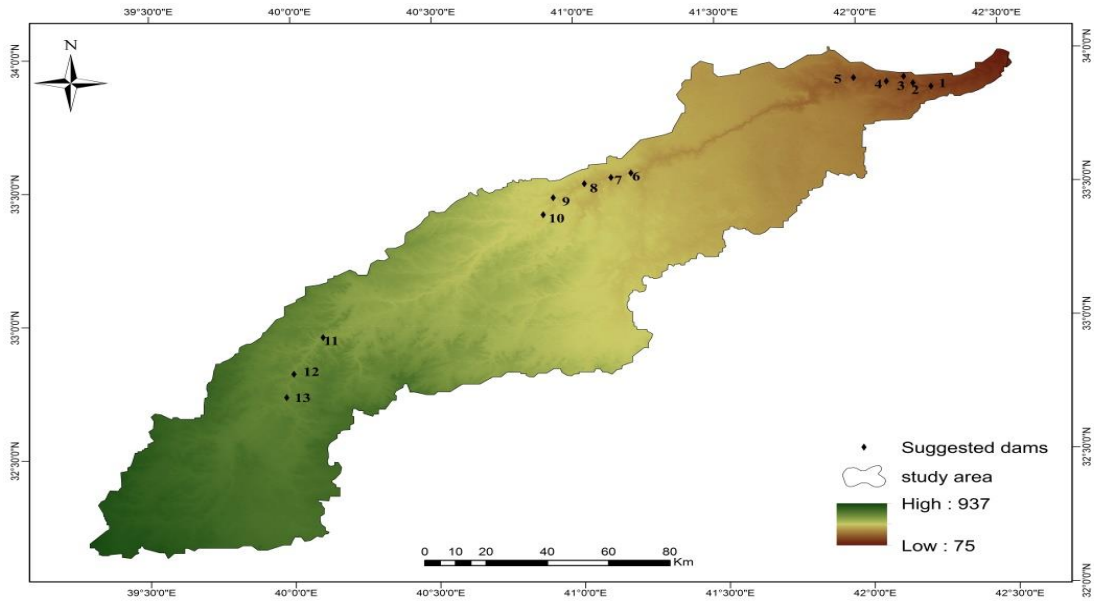 39°30'0"E 40°0'0"E 40°30'0"E 41°0'0"E 41°30'0"E 42°0'0"E 42°30'0"E
N
34°0'0"N 34°0'0"N
5 4 3 2 1
33°30'0"N 33°30'0"N
10 9 8 7 6
33°0'0"N 33°0'0"N
11
12
13
32°30'0"N 32°30'0"N
Suggested dams
study area
High : 937
Low : 75
0 10 20 40 60 80
Km
32°0'0"N
39°30'0"E 40°0'0"E 40°30'0"E 41°0'0"E 41°30'0"E 42°0'0"E 42°30'0"E